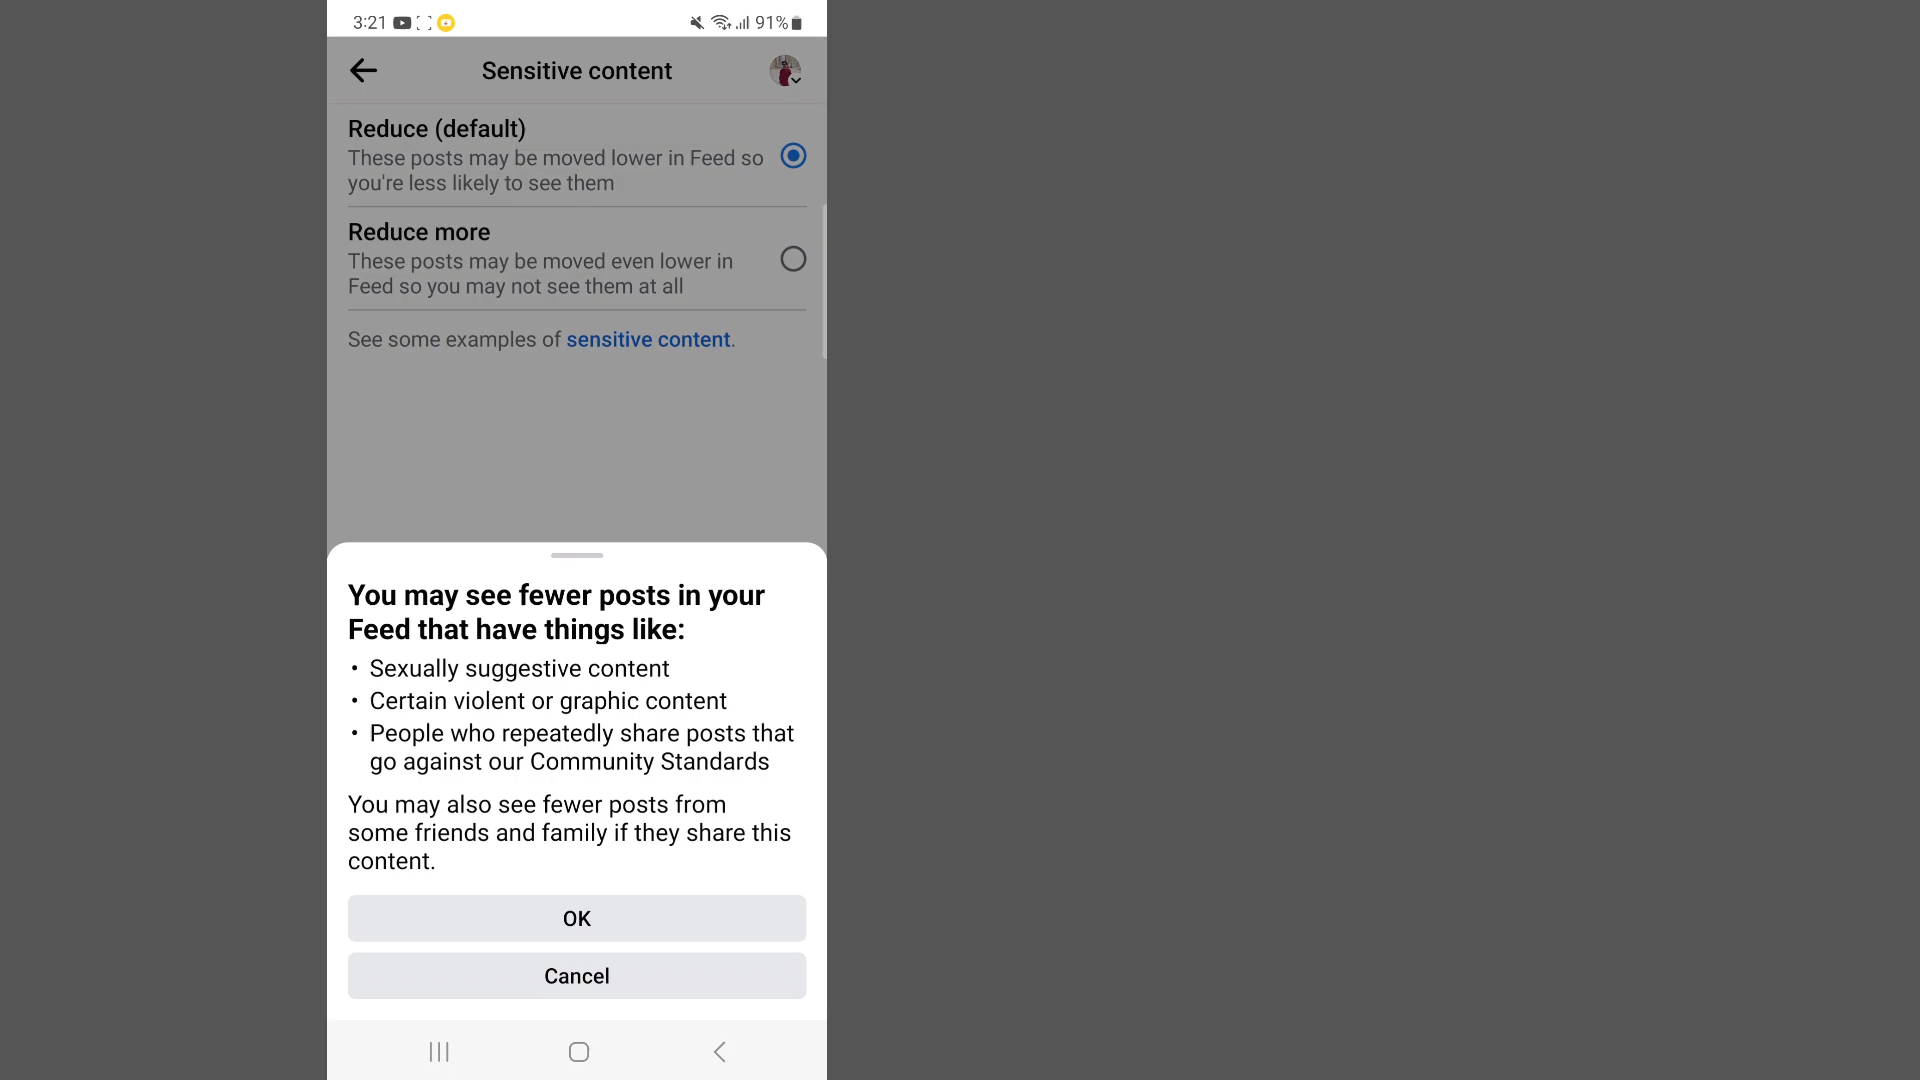 3:21
91%
Sensitive content
Reduce (default)
These posts may be moved lower in Feed so
you're less likely to see them
Reduce more
These posts may be moved even lower in
Feed so you may not see them at all
See some examples of sensitive content.
You may see fewer posts in your
Feed that have things like:
• Sexually suggestive content
• Certain violent or graphic content
• People who repeatedly share posts that
go against our Community Standards
You may also see fewer posts from
some friends and family if they share this
content.
OK
Cancel